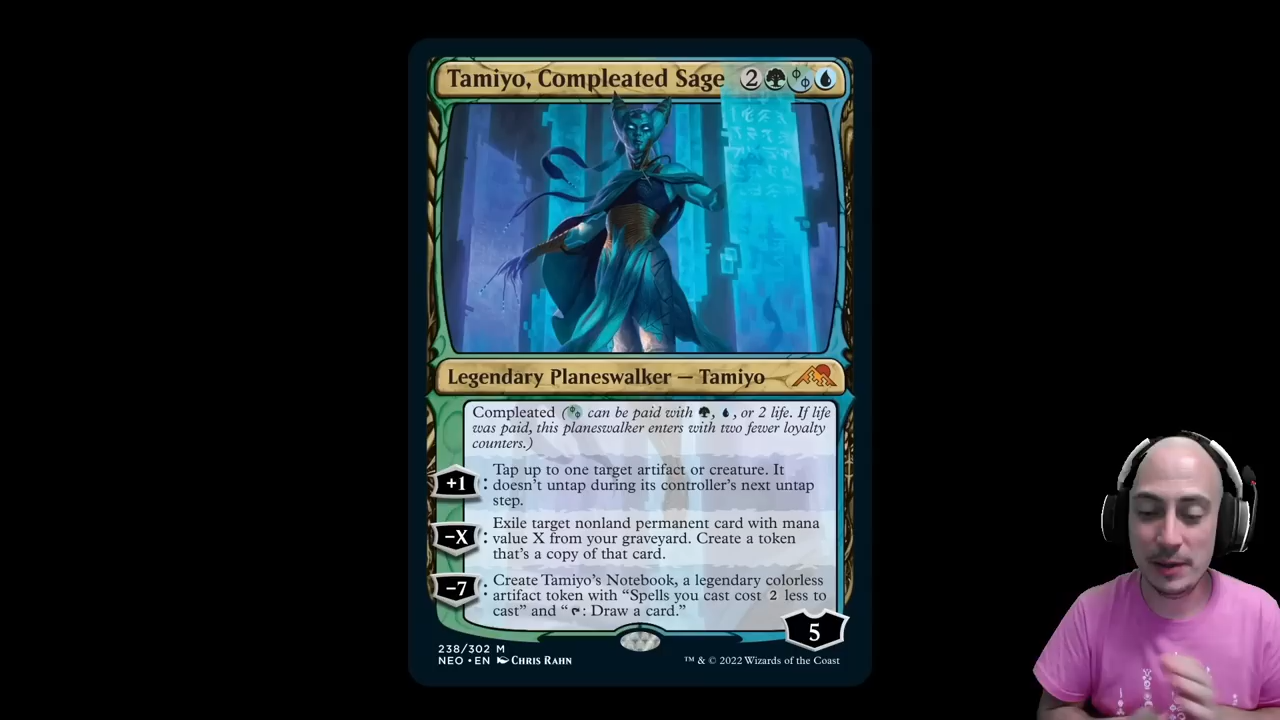 Tamiyo, Compleated Sage 2
Legendary Planeswalker — Tamiyo
Compleated ( can be paid with , , or 2 life. If life
was paid, this planeswalker enters with two fewer loyalty
counters.)
+1 : Tap up to one target artifact or creature. It
doesn't untap during its controller's next untap
step.
−X : Exile target nonland permanent card with mana
value X from your graveyard. Create a token
that's a copy of that card.
−7 : Create Tamiyo's Notebook, a legendary colorless
artifact token with “Spells you cast cost 2 less to
cast” and “ : Draw a card.”
5
238/302 M
NEO • EN Chris Rahn
™ & © 2022 Wizards of the Coast